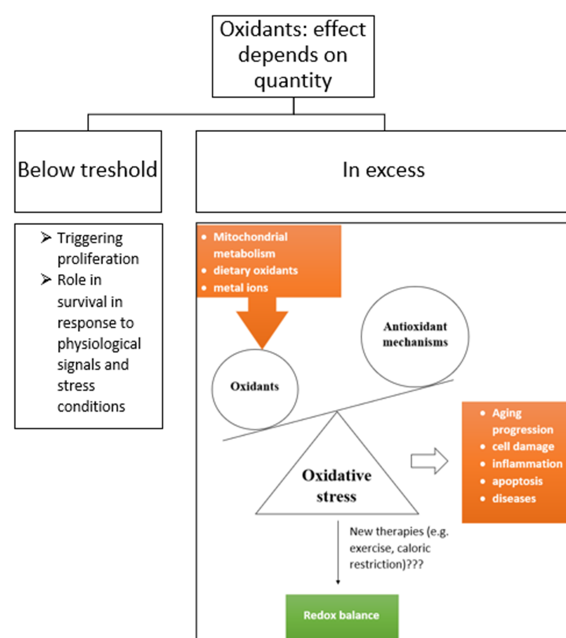 Oxidants: effect
depends on
quantity
Below treshold
In excess
➢ Triggering
proliferation
➢ Role in
survival in
response to
physiological
signals and
stress
conditions
• Mitochondrial
metabolism
• dietary oxidants
• metal ions
Antioxidant
mechanisms
Oxidants
• Aging
progression
• cell damage
• inflammation
• apoptosis
• diseases
Oxidative
stress
New therapies (e.g.
exercise, caloric
restriction)???
Redox balance